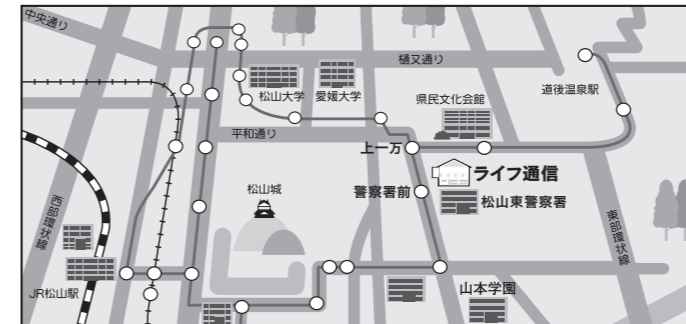 中央通り
樋又通り
松山大学
愛媛大学
県民文化会館
道後温泉駅
平和通り
上一万
ライフ通信
松山城
警察署前
松山東警察署
西部環状線
東部環状線
JR松山駅
山本学園